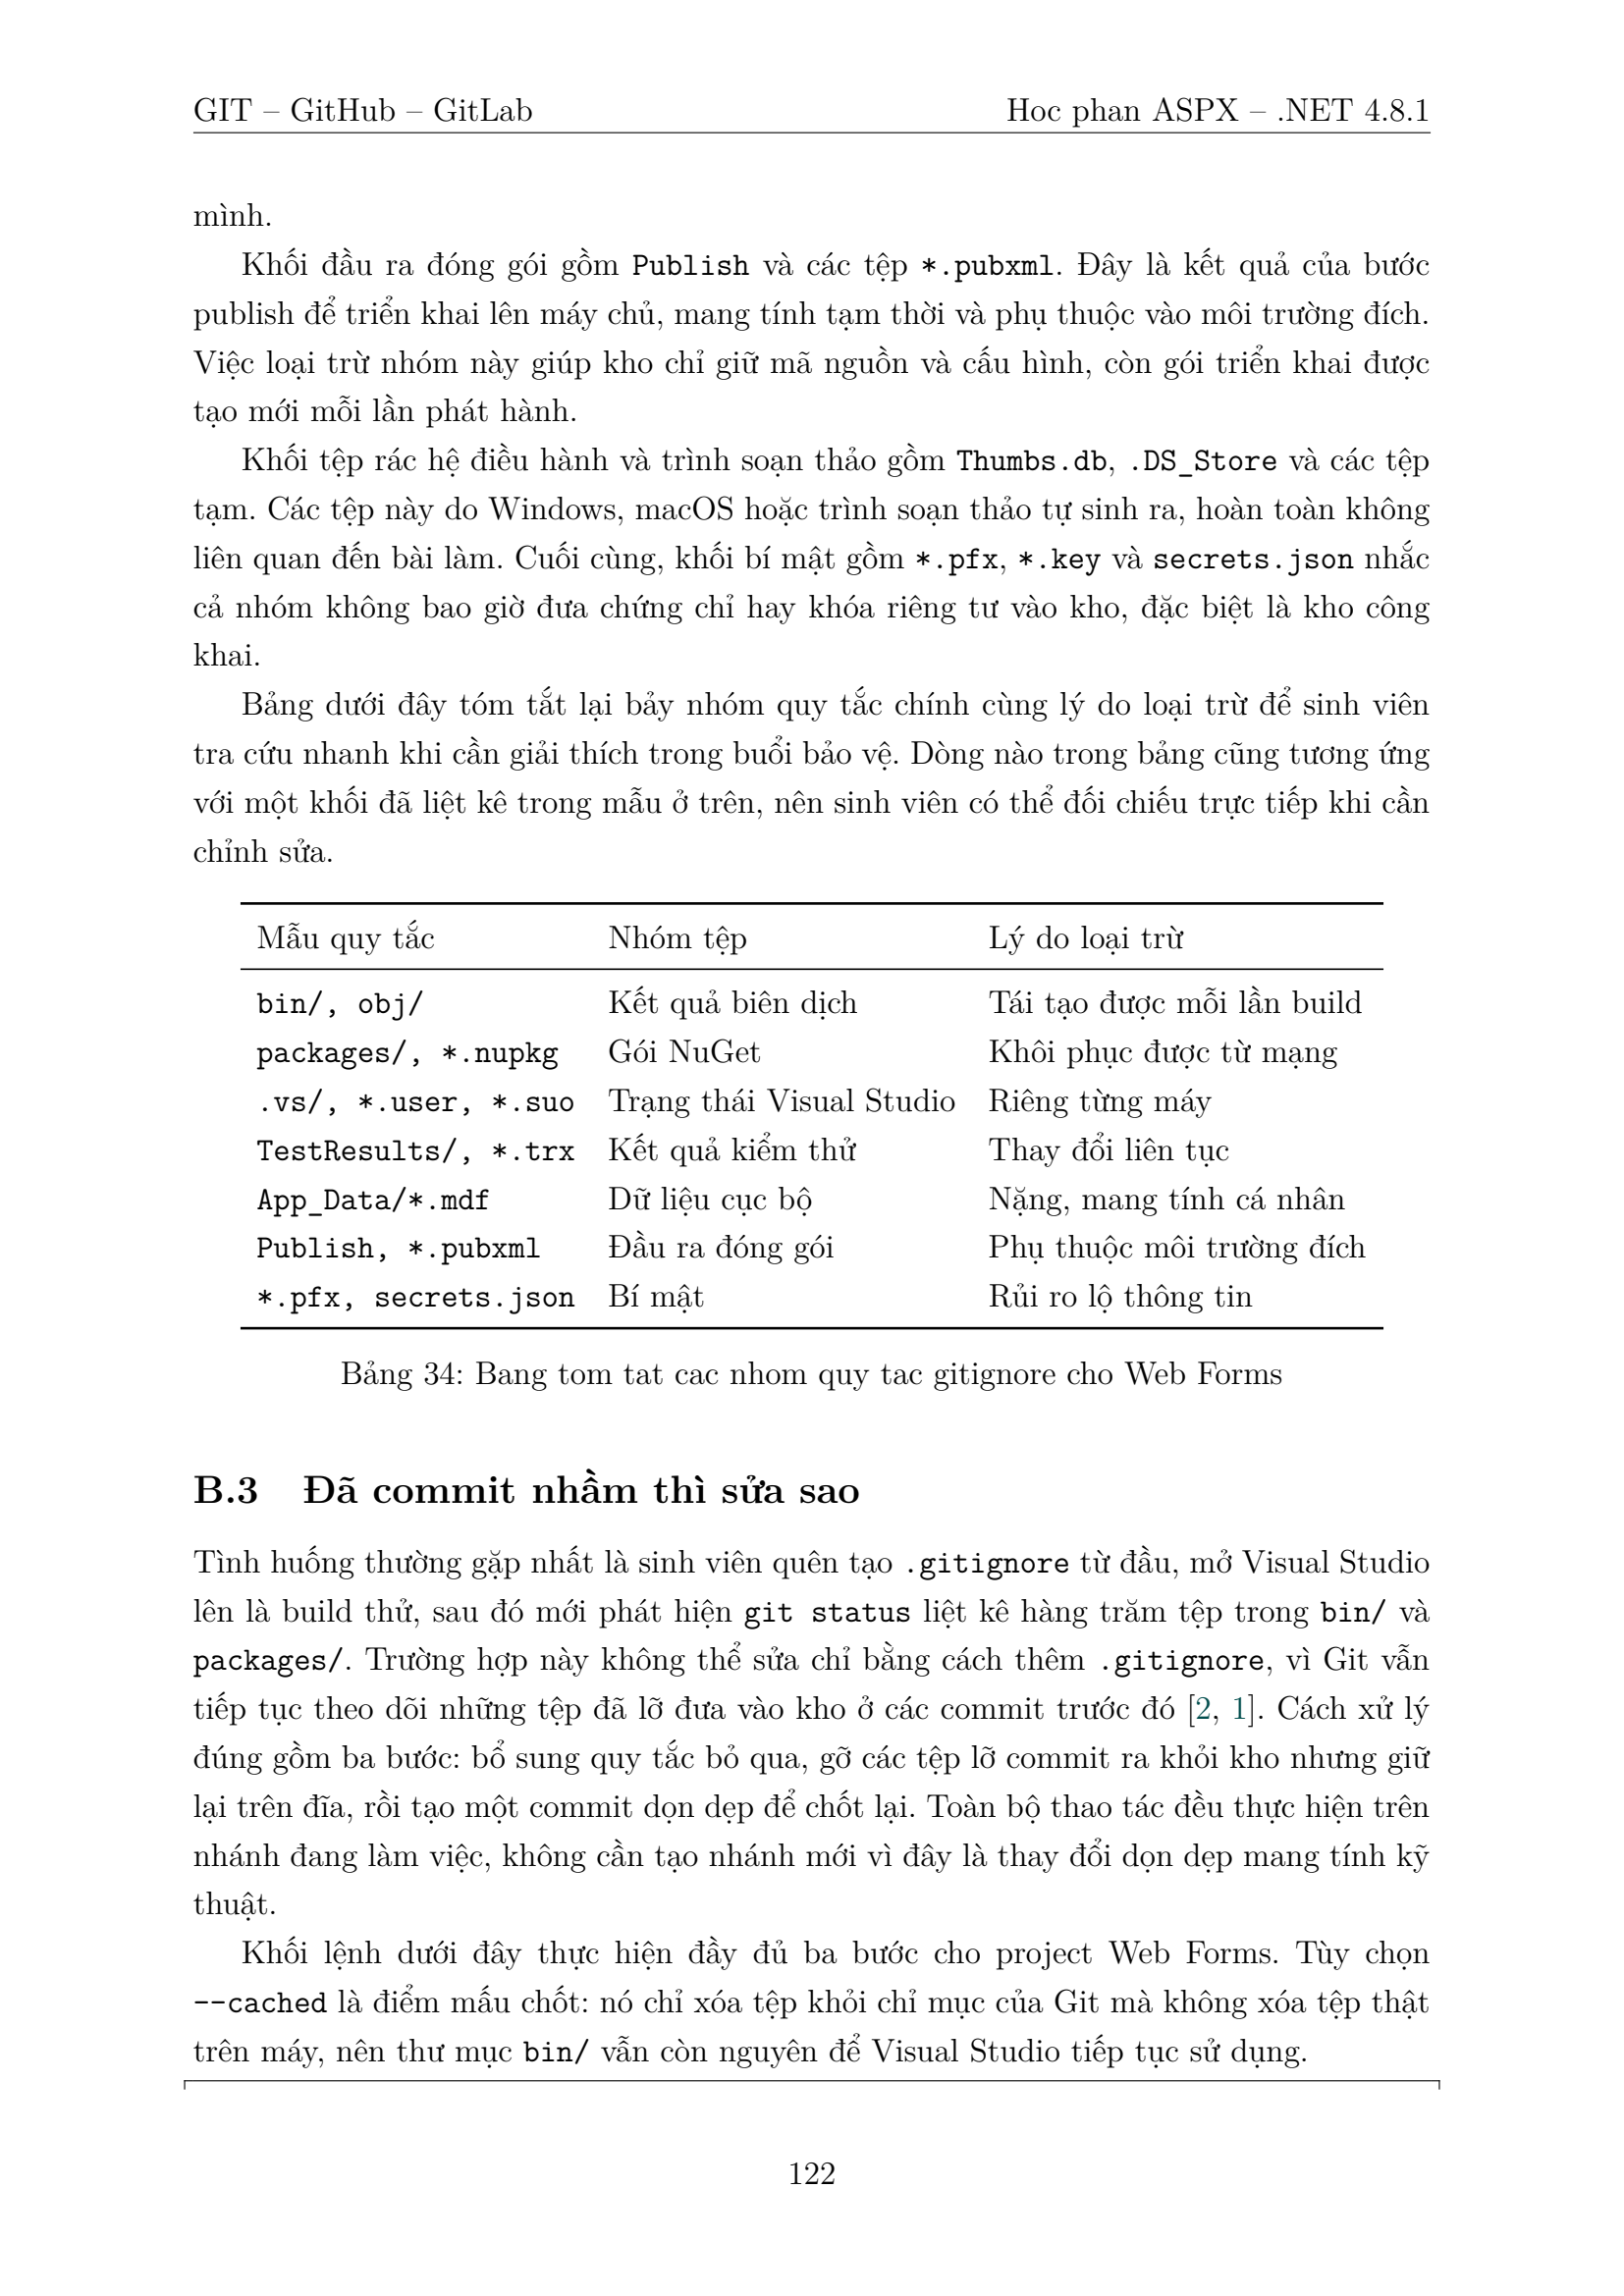 GIT – GitHub – GitLab Hoc phan ASPX – .NET 4.8.1
mình.
Khối đầu ra đóng gói gồm Publish và các tệp *.pubxml. Đây là kết quả của bước
publish để triển khai lên máy chủ, mang tính tạm thời và phụ thuộc vào môi trường đích.
Việc loại trừ nhóm này giúp kho chỉ giữ mã nguồn và cấu hình, còn gói triển khai được
tạo mới mỗi lần phát hành.
Khối tệp rác hệ điều hành và trình soạn thảo gồm Thumbs.db, .DS_Store và các tệp
tạm. Các tệp này do Windows, macOS hoặc trình soạn thảo tự sinh ra, hoàn toàn không
liên quan đến bài làm. Cuối cùng, khối bí mật gồm *.pfx, *.key và secrets.json nhắc
cả nhóm không bao giờ đưa chứng chỉ hay khóa riêng tư vào kho, đặc biệt là kho công
khai.
Bảng dưới đây tóm tắt lại bảy nhóm quy tắc chính cùng lý do loại trừ để sinh viên
tra cứu nhanh khi cần giải thích trong buổi bảo vệ. Dòng nào trong bảng cũng tương ứng
với một khối đã liệt kê trong mẫu ở trên, nên sinh viên có thể đối chiếu trực tiếp khi cần
chỉnh sửa.
Mẫu quy tắc Nhóm tệp Lý do loại trừ
bin/, obj/ Kết quả biên dịch Tái tạo được mỗi lần build
packages/, *.nupkg Gói NuGet Khôi phục được từ mạng
.vs/, *.user, *.suo Trạng thái Visual Studio Riêng từng máy
TestResults/, *.trx Kết quả kiểm thử Thay đổi liên tục
App_Data/*.mdf Dữ liệu cục bộ Nặng, mang tính cá nhân
Publish, *.pubxml Đầu ra đóng gói Phụ thuộc môi trường đích
*.pfx, secrets.json Bí mật Rủi ro lộ thông tin
Bảng 34: Bang tom tat cac nhom quy tac gitignore cho Web Forms
B.3 Đã commit nhầm thì sửa sao
Tình huống thường gặp nhất là sinh viên quên tạo .gitignore từ đầu, mở Visual Studio
lên là build thử, sau đó mới phát hiện git status liệt kê hàng trăm tệp trong bin/ và
packages/. Trường hợp này không thể sửa chỉ bằng cách thêm .gitignore, vì Git vẫn
tiếp tục theo dõi những tệp đã lỡ đưa vào kho ở các commit trước đó [2, 1]. Cách xử lý
đúng gồm ba bước: bổ sung quy tắc bỏ qua, gỡ các tệp lỡ commit ra khỏi kho nhưng giữ
lại trên đĩa, rồi tạo một commit dọn dẹp để chốt lại. Toàn bộ thao tác đều thực hiện trên
nhánh đang làm việc, không cần tạo nhánh mới vì đây là thay đổi dọn dẹp mang tính kỹ
thuật.
Khối lệnh dưới đây thực hiện đầy đủ ba bước cho project Web Forms. Tùy chọn
--cached là điểm mấu chốt: nó chỉ xóa tệp khỏi chỉ mục của Git mà không xóa tệp thật
trên máy, nên thư mục bin/ vẫn còn nguyên để Visual Studio tiếp tục sử dụng.
122